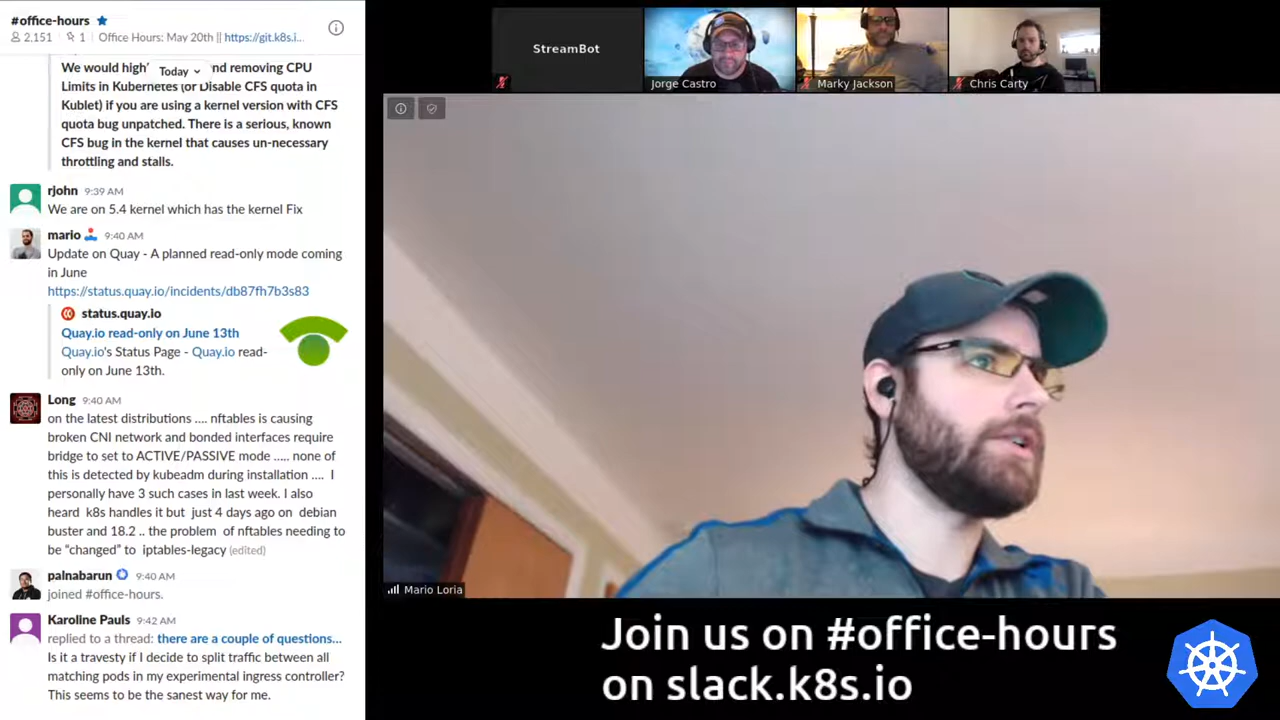 #office-hours
2,151 1 Office Hours: May 20th || https://git.k8s.i...
Today
We would high nd removing CPU
Limits in Kubernetes (or Disable CFS quota in
Kublet) if you are using a kernel version with CFS
quota bug unpatched. There is a serious, known
CFS bug in the kernel that causes un-necessary
throttling and stalls.
rjohn 9:39 AM
We are on 5.4 kernel which has the kernel Fix
mario 9:40 AM
Update on Quay - A planned read-only mode coming
in June
https://status.quay.io/incidents/db87fh7b3s83
status.quay.io
Quay.io read-only on June 13th
Quay.io's Status Page - Quay.io read-
only on June 13th.
Long 9:40 AM
on the latest distributions .... nftables is causing
broken CNI network and bonded interfaces require
bridge to set to ACTIVE/PASSIVE mode ..... none of
this is detected by kubeadm during installation .... I
personally have 3 such cases in last week. I also
heard k8s handles it but just 4 days ago on debian
buster and 18.2 .. the problem of nftables needing to
be “changed” to iptables-legacy (edited)
palnabarun 9:40 AM
joined #office-hours.
Karoline Pauls 9:42 AM
replied to a thread: there are a couple of questions...
Is it a travesty if I decide to split traffic between all
matching pods in my experimental ingress controller?
This seems to be the sanest way for me.
StreamBot
Jorge Castro
Marky Jackson
Chris Carty
Mario Loria
Join us on #office-hours
on slack.k8s.io